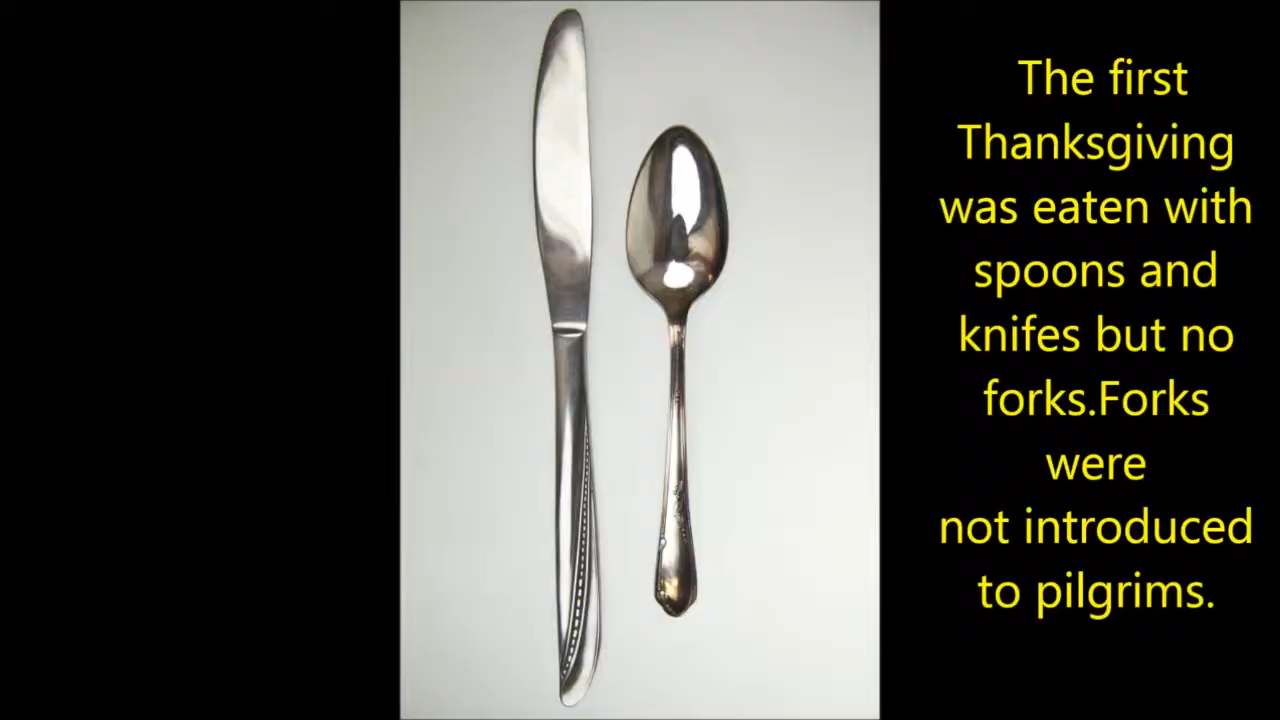 The first
Thanksgiving
was eaten with
spoons and
knifes but no
forks.Forks
were
not introduced
to pilgrims.